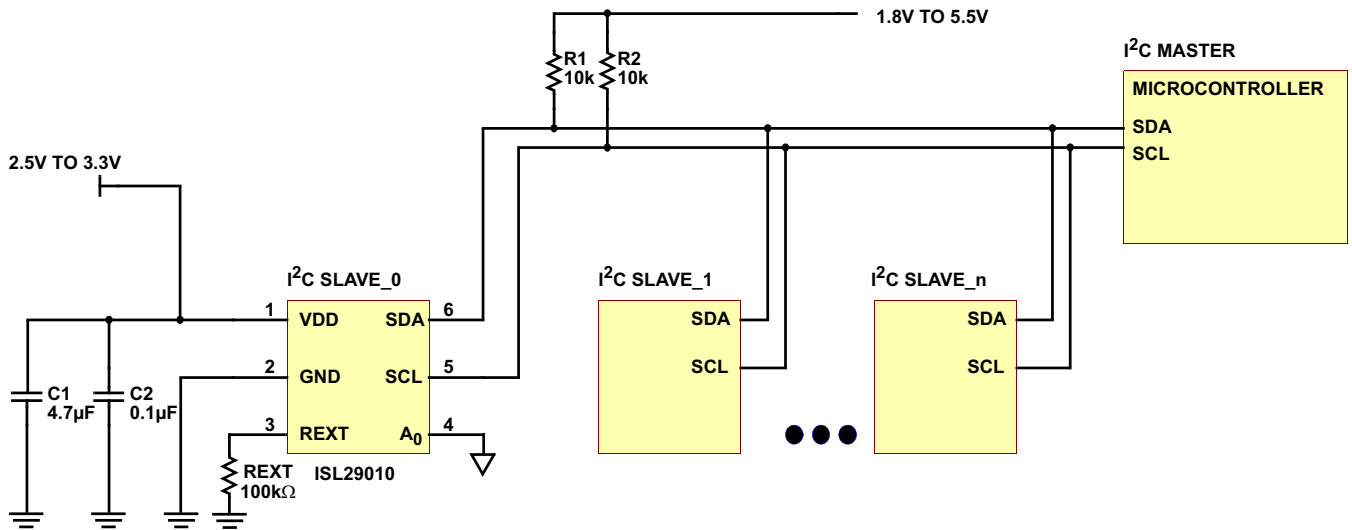 1.8V TO 5.5V
R1
10k
R2
10k
I²C MASTER
MICROCONTROLLER
SDA
SCL
2.5V TO 3.3V
I²C SLAVE_0
1
VDD
SDA
6
2
GND
SCL
5
3
REXT
A₀
4
ISL29010
C1
4.7µF
C2
0.1µF
REXT
100kΩ
I²C SLAVE_1
SDA
SCL
I²C SLAVE_n
SDA
SCL